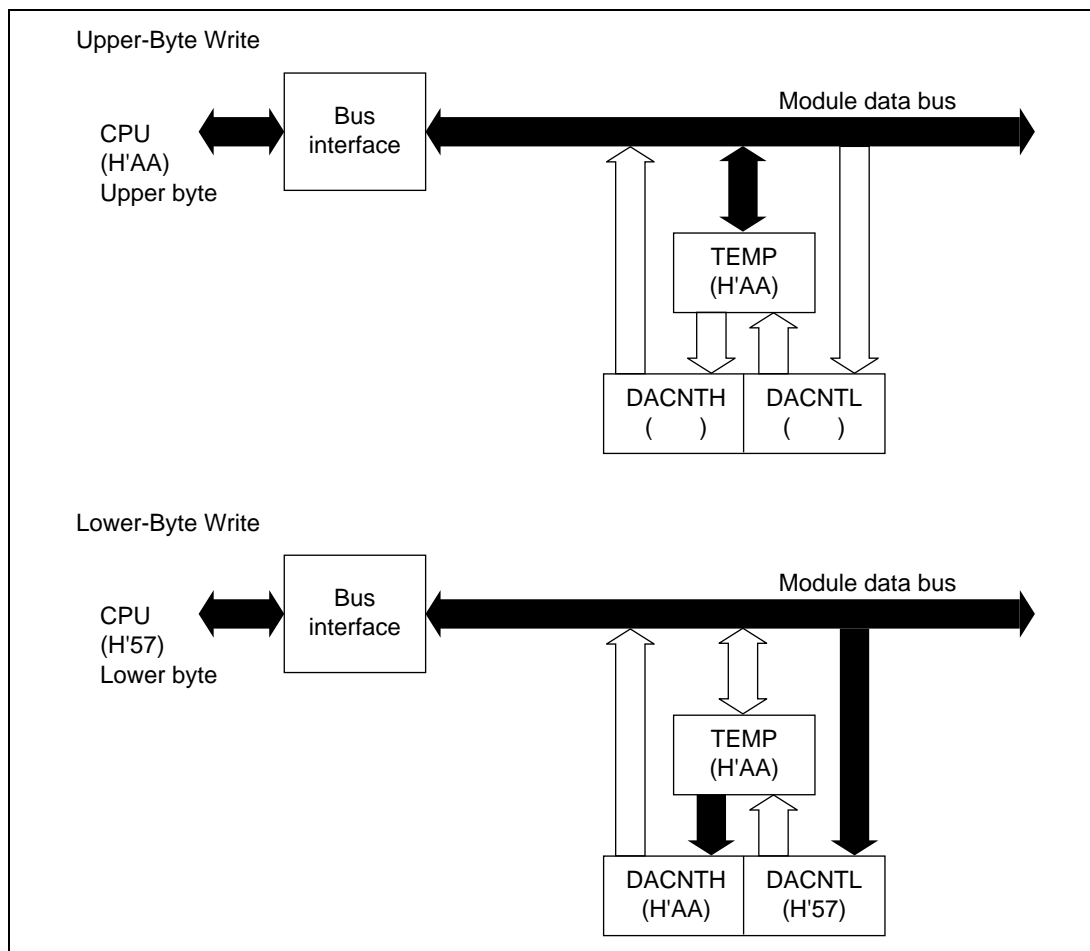 Upper-Byte Write
CPU
(H'AA)
Upper byte
Bus
interface
Module data bus
TEMP
(H'AA)
DACNTH
( )
DACNTL
( )
Lower-Byte Write
CPU
(H'57)
Lower byte
Bus
interface
Module data bus
TEMP
(H'AA)
DACNTH
(H'AA)
DACNTL
(H'57)